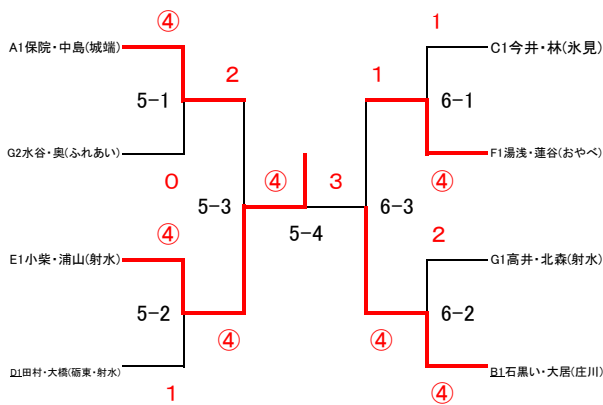 ④ 1
A1保院・中島(城端) C1今井・林(氷見)
2 1
5-1 6-1
G2水谷・奥(ふれあい) F1湯浅・蓮谷(おやべ)
0 ④ 3 ④
5-3 6-3
④ 5-4 2
E1小柴・浦山(射水) G1高井・北森(射水)
5-2 6-2
④ ④
D1田村・大橋(砺東・射水) B1石黒い・大居(庄川)
1 ④